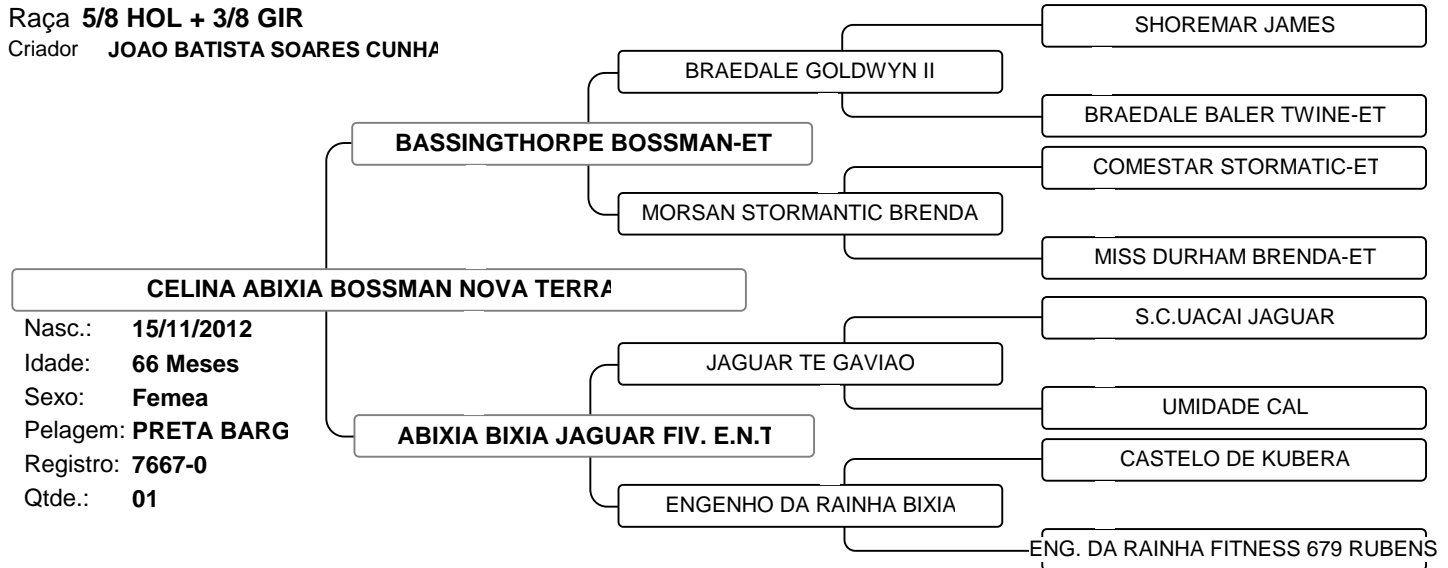 Raça 5/8 HOL + 3/8 GIR
Criador JOAO BATISTA SOARES CUNHA
SHOREMAR JAMES
BRAEDALE GOLDWYN II
BRAEDALE BALER TWINE-ET
BASSINGTHORPE BOSSMAN-ET
COMESTAR STORMATIC-ET
MORSAN STORMANTIC BRENDA
MISS DURHAM BRENDA-ET
CELINA ABIXIA BOSSMAN NOVA TERRA
Nasc.: 15/11/2012
Idade: 66 Meses
Sexo: Femea
Pelagem: PRETA BARG
Registro: 7667-0
Qtde.: 01
S.C.UACAI JAGUAR
JAGUAR TE GAVIAO
UMIDADE CAL
ABIXIA BIXIA JAGUAR FIV. E.N.T
CASTELO DE KUBERA
ENGENHO DA RAINHA BIXIA
ENG. DA RAINHA FITNESS 679 RUBENS